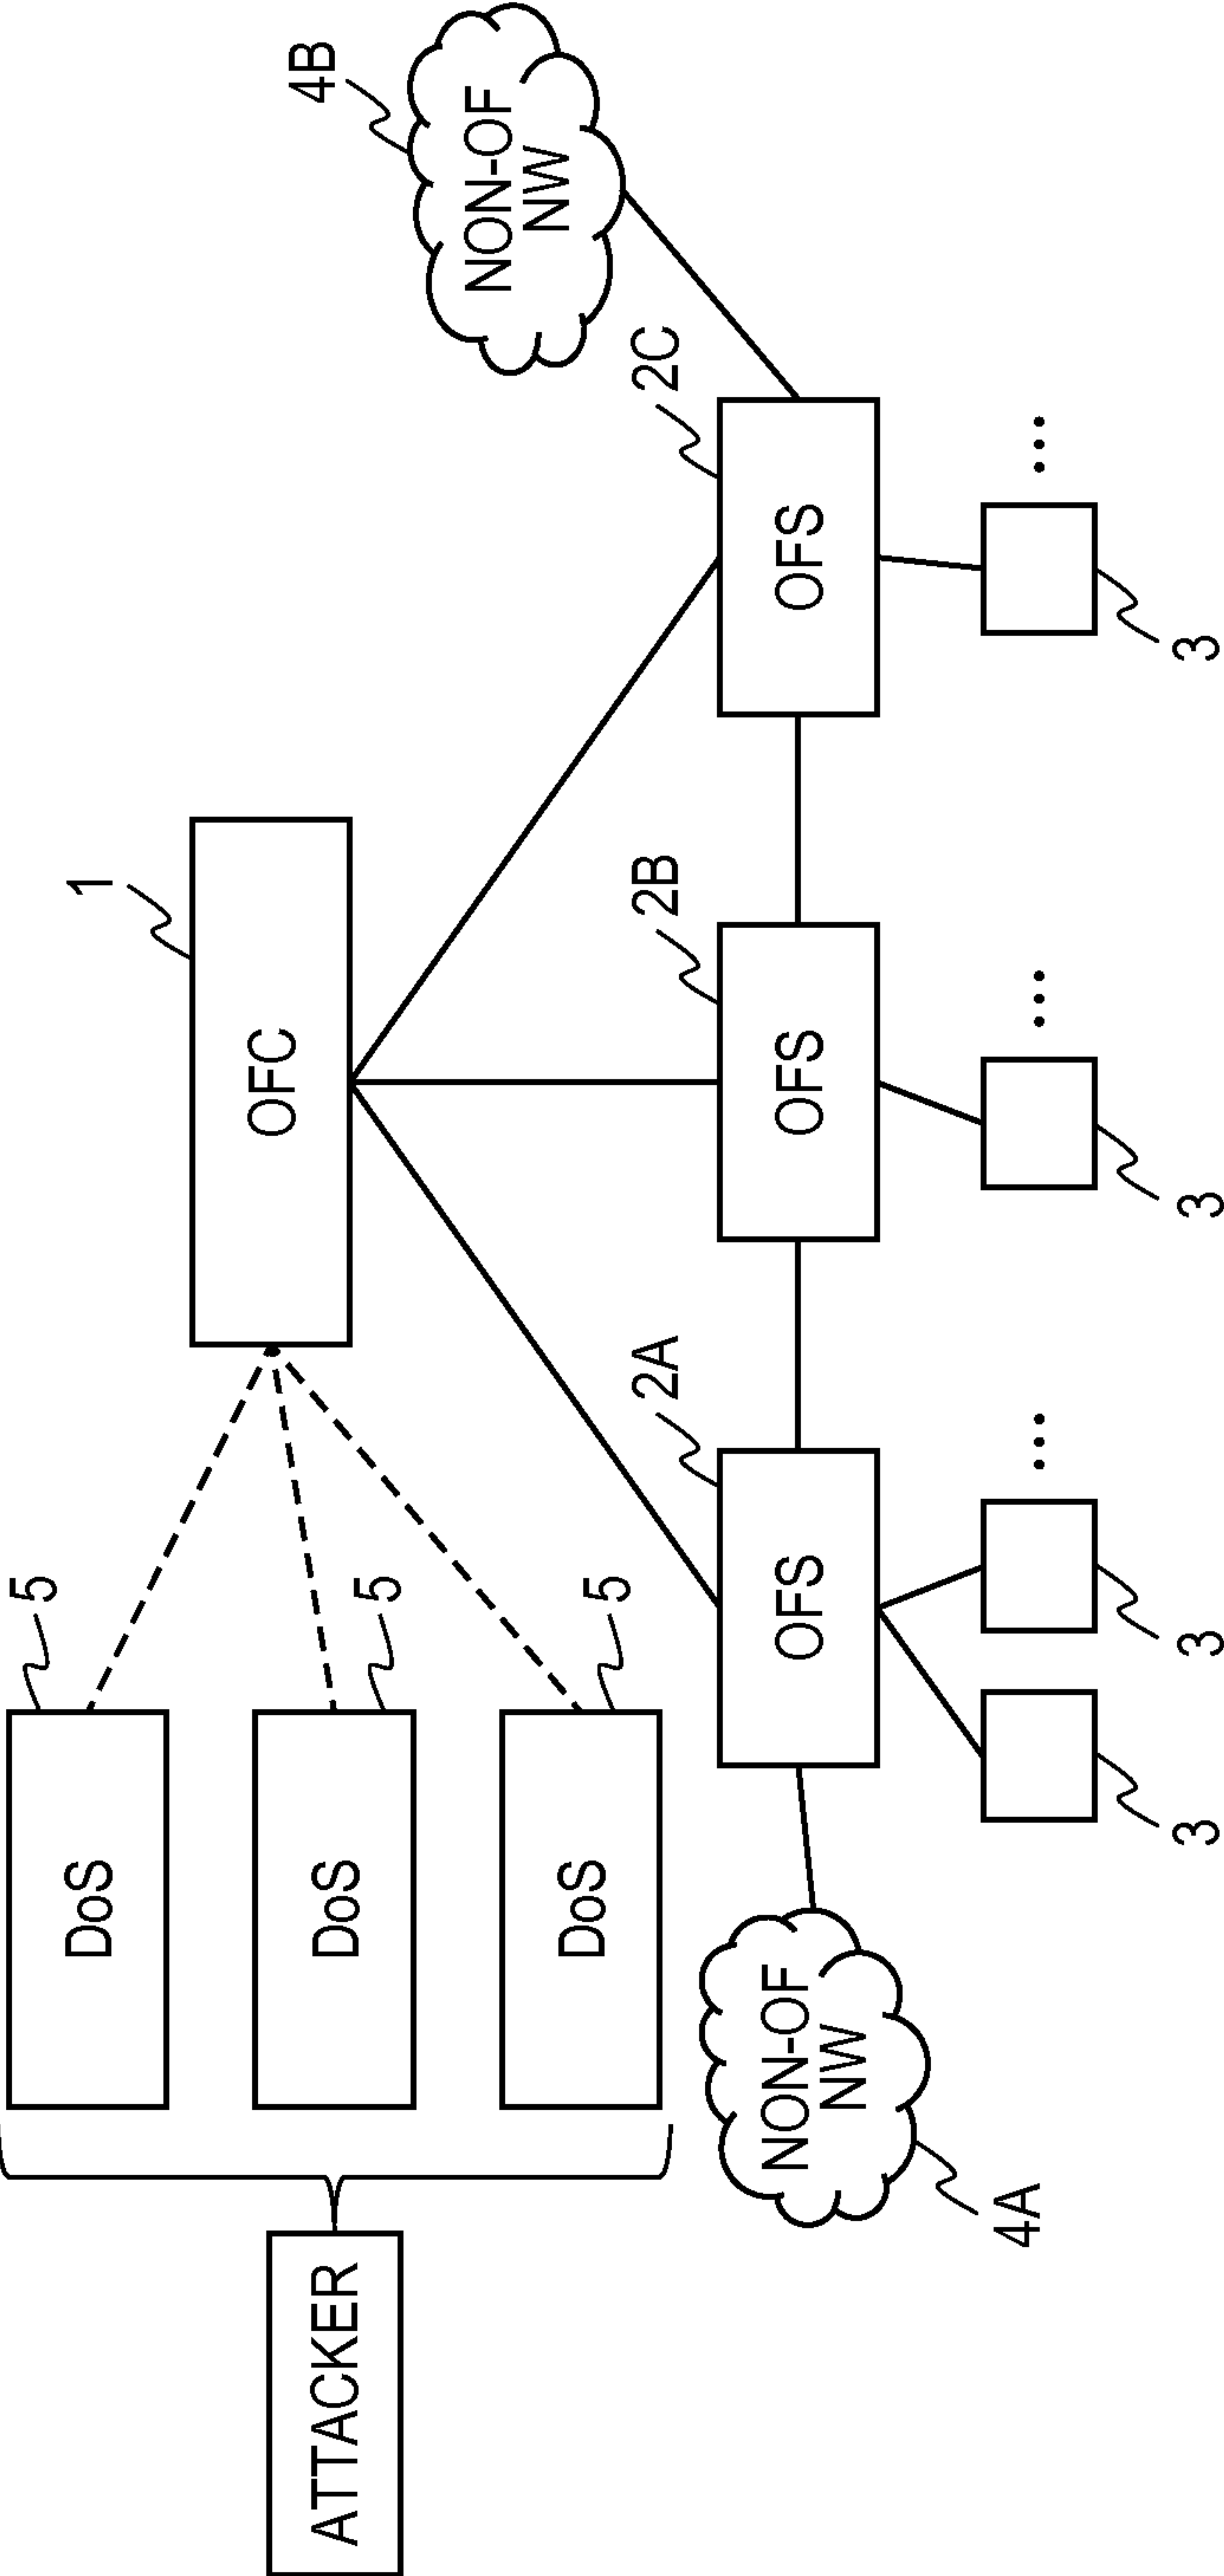 ATTACKER
DoS
5
DoS
5
DoS
5
OFC
1
NON-OF
NW
4B
NON-OF
NW
4A
OFS
2A
OFS
2B
OFS
2C
3
3
...
3
...
3
...